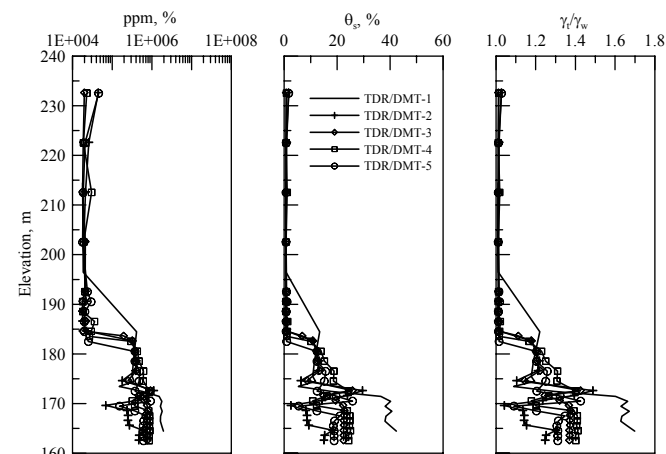 ppm, %
θs, %
γt/γw
1E+004 1E+006 1E+008
0 20 40 60
1.0 1.2 1.4 1.6 1.8
240
230
220
210
200
190
180
170
160
Elevation, m
TDR/DMT-1
TDR/DMT-2
TDR/DMT-3
TDR/DMT-4
TDR/DMT-5